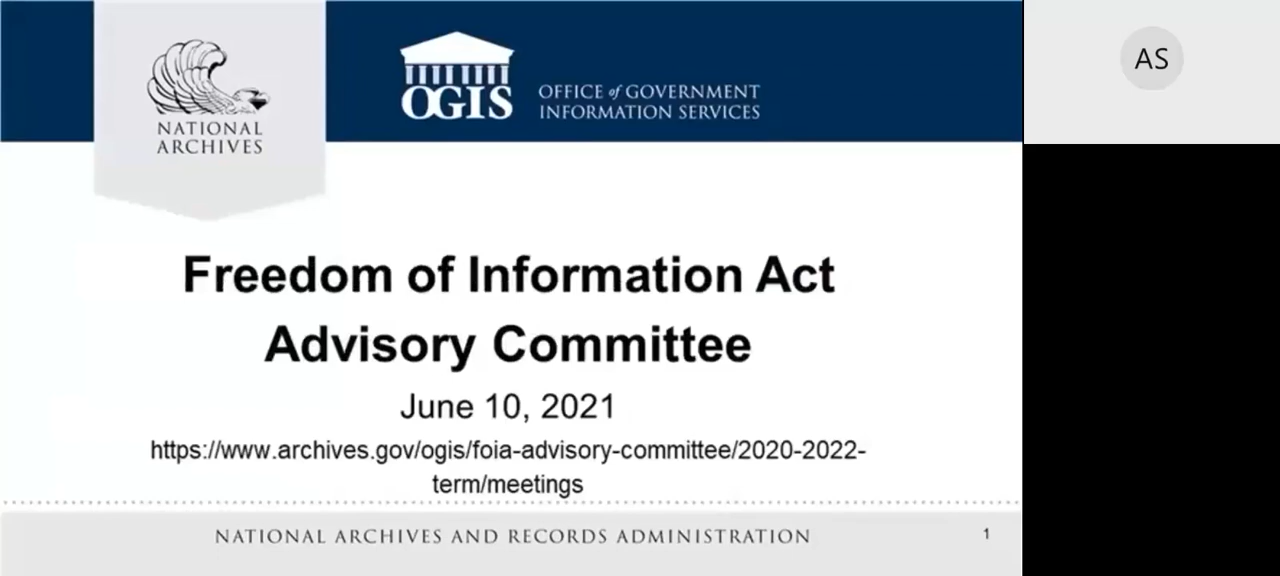 NATIONAL
ARCHIVES
OGIS
OFFICE of GOVERNMENT
INFORMATION SERVICES
AS
Freedom of Information Act
Advisory Committee
June 10, 2021
https://www.archives.gov/ogis/foia-advisory-committee/2020-2022-
term/meetings
NATIONAL ARCHIVES AND RECORDS ADMINISTRATION
1